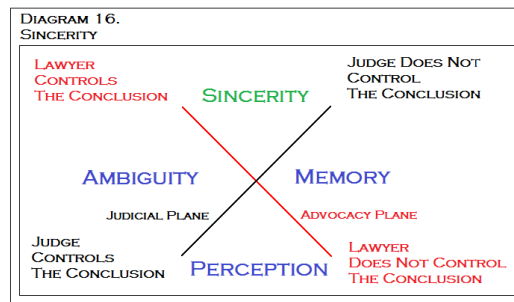 Diagram 16.
Sincerity
Lawyer
Controls
The Conclusion
Sincerity
Judge Does Not
Control
The Conclusion
Ambiguity
Memory
Judicial Plane
Advocacy Plane
Judge
Controls
The Conclusion
Perception
Lawyer
Does Not Control
The Conclusion